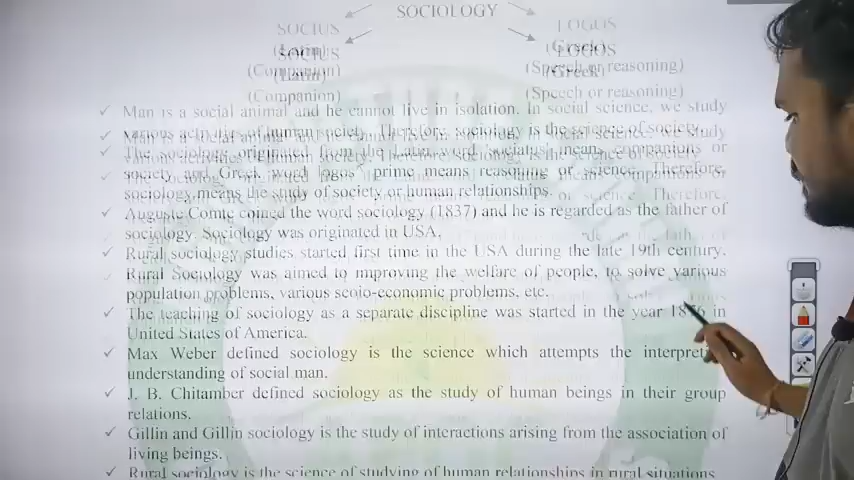 SOCIOLOGY
SOCIUS LOGUS
(Latin) (Greek)
(Companion) (Speech or reasoning)
✓ Man is a social animal and he cannot live in isolation. In social science, we study
various activities of human society. Therefore, sociology is the science of society.
✓ The sociology originated from the Latin word 'Socialus' means companions or
society and Greek word 'logus' prime means reasoning or science. Therefore,
sociology means the study of society or human relationships.
✓ Auguste Comte coined the word sociology (1837) and he is regarded as the father of
sociology. Sociology was originated in USA.
✓ Rural sociology studies started first time in the USA during the late 19th century.
Rural Sociology was aimed to improving the welfare of people, to solve various
population problems, various scoio-economic problems, etc.
✓ The teaching of sociology as a separate discipline was started in the year 1876 in
United States of America.
✓ Max Weber defined sociology is the science which attempts the
understanding of social man.
✓ J. B. Chitamber defined sociology as the study of human beings in their group
relations.
✓ Gillin and Gillin sociology is the study of interactions arising from the association of
living beings.
✓ Rural sociology is the science of studying of human relationships in rural situations